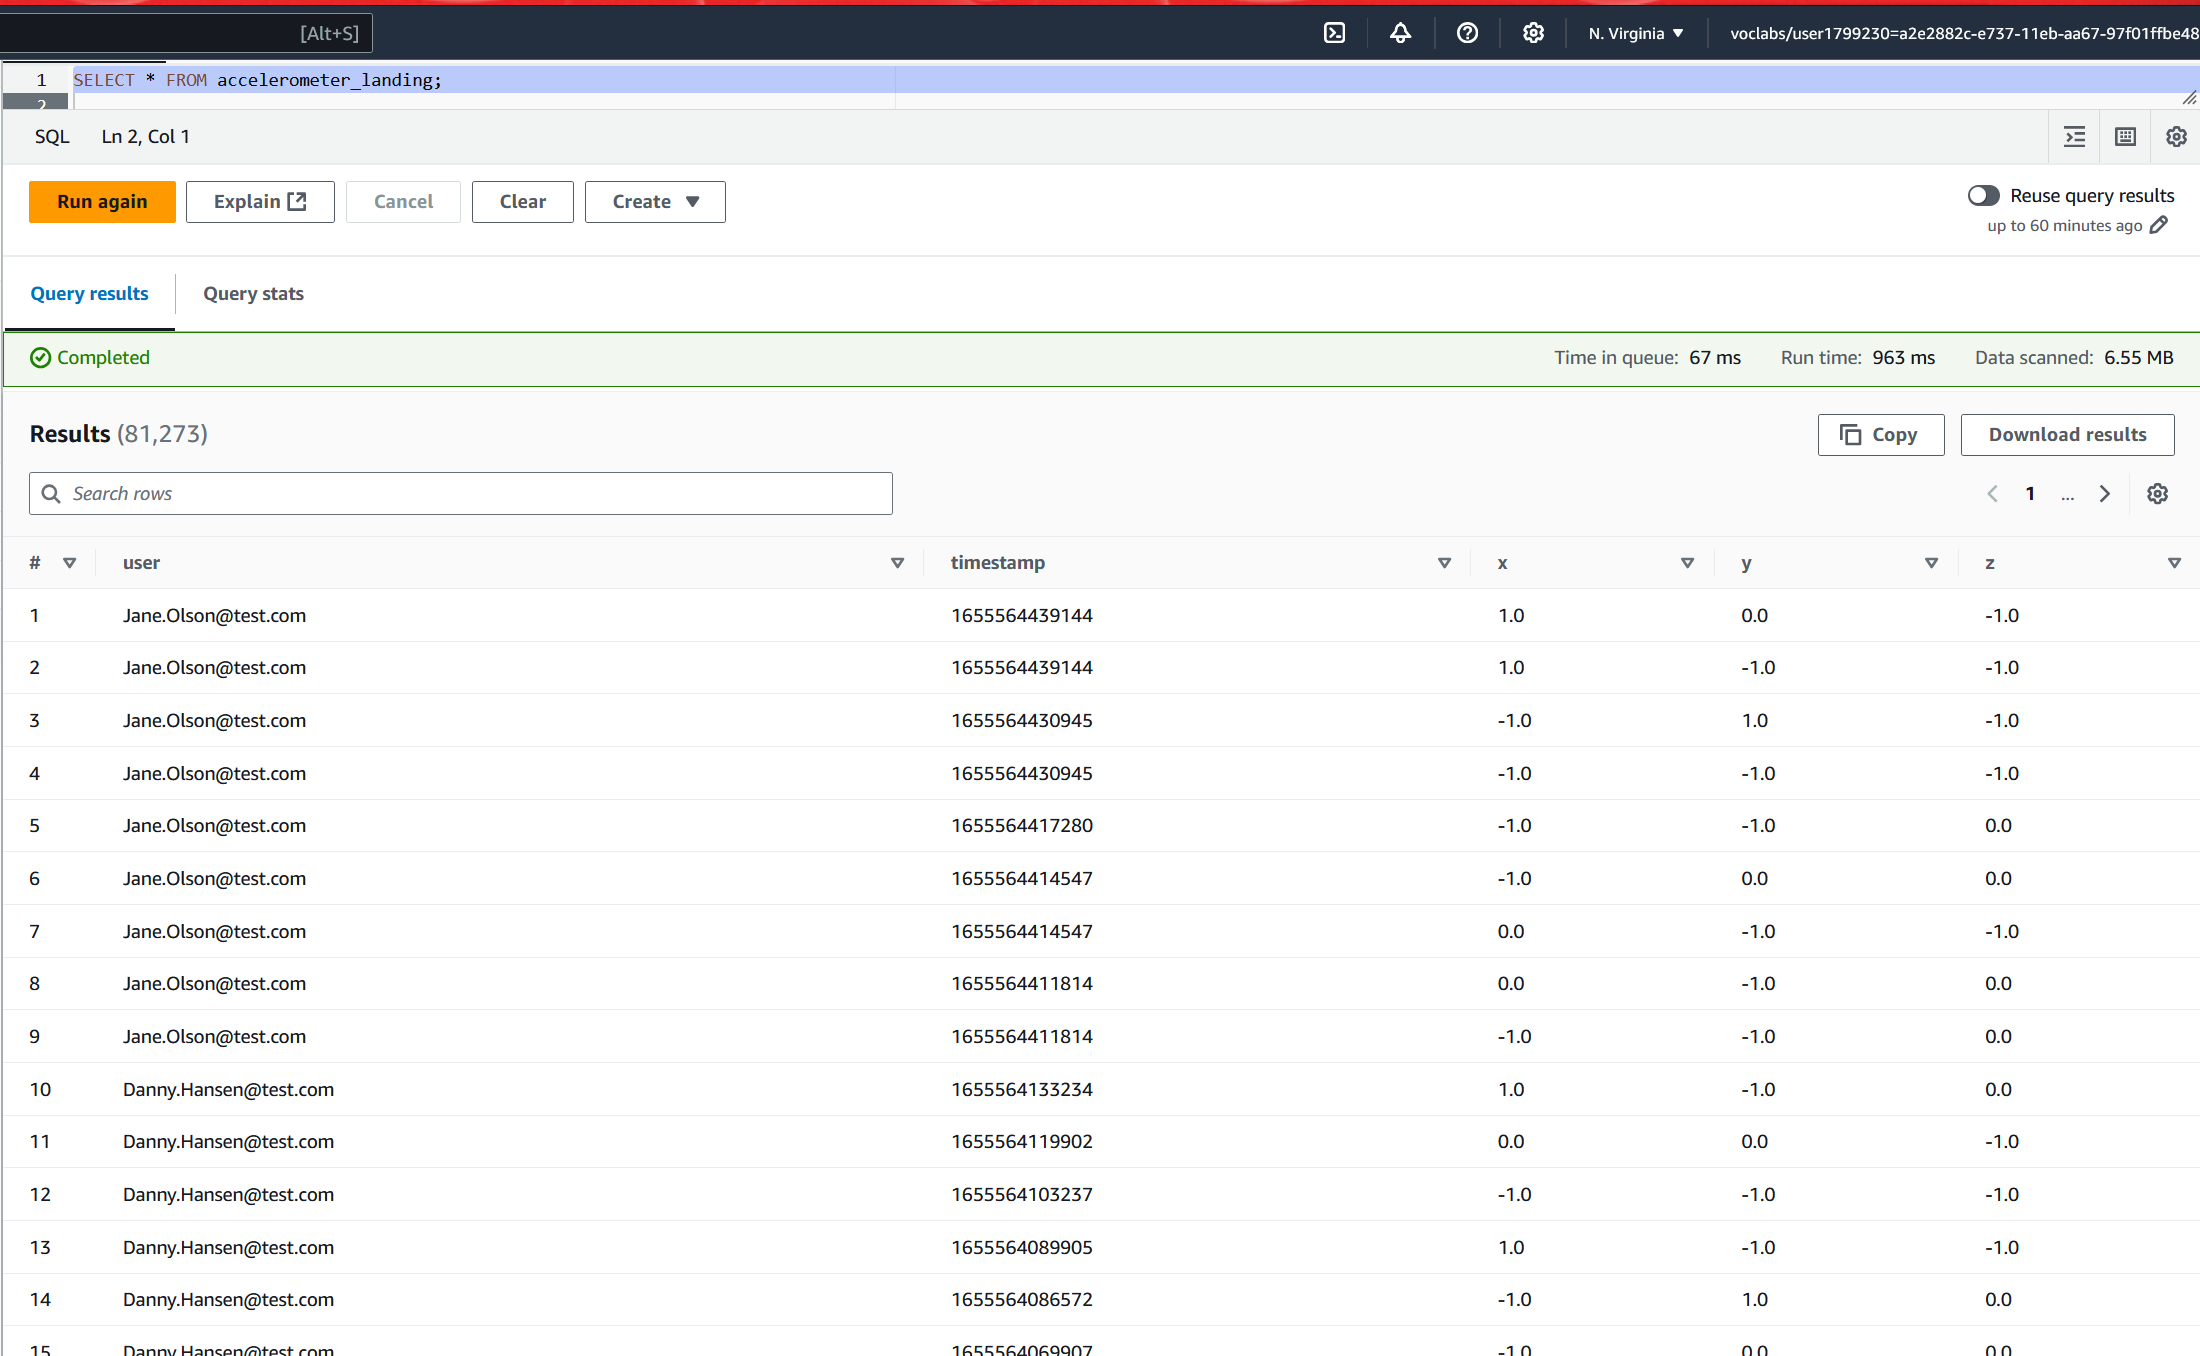 [Alt+S] N. Virginia voclabs/user1799230=a2e2882c-e737-11eb-aa67-97f01ffbe48
1 SELECT * FROM accelerometer_landing;
2
SQL Ln 2, Col 1
Run again Explain Cancel Clear Create Reuse query results
up to 60 minutes ago
Query results Query stats
Completed Time in queue: 67 ms Run time: 963 ms Data scanned: 6.55 MB
Results (81,273) Copy Download results
Search rows 1 ...
# user timestamp x y z
1 Jane.Olson@test.com 1655564439144 1.0 0.0 -1.0
2 Jane.Olson@test.com 1655564439144 1.0 -1.0 -1.0
3 Jane.Olson@test.com 1655564430945 -1.0 1.0 -1.0
4 Jane.Olson@test.com 1655564430945 -1.0 -1.0 -1.0
5 Jane.Olson@test.com 1655564417280 -1.0 -1.0 0.0
6 Jane.Olson@test.com 1655564414547 -1.0 0.0 0.0
7 Jane.Olson@test.com 1655564414547 0.0 -1.0 -1.0
8 Jane.Olson@test.com 1655564411814 0.0 -1.0 0.0
9 Jane.Olson@test.com 1655564411814 -1.0 -1.0 0.0
10 Danny.Hansen@test.com 1655564133234 1.0 -1.0 0.0
11 Danny.Hansen@test.com 1655564119902 0.0 0.0 -1.0
12 Danny.Hansen@test.com 1655564103237 -1.0 -1.0 -1.0
13 Danny.Hansen@test.com 1655564089905 1.0 -1.0 -1.0
14 Danny.Hansen@test.com 1655564086572 -1.0 1.0 0.0
15 Danny.Hansen@test.com 1655564069907 -1.0 0.0 0.0